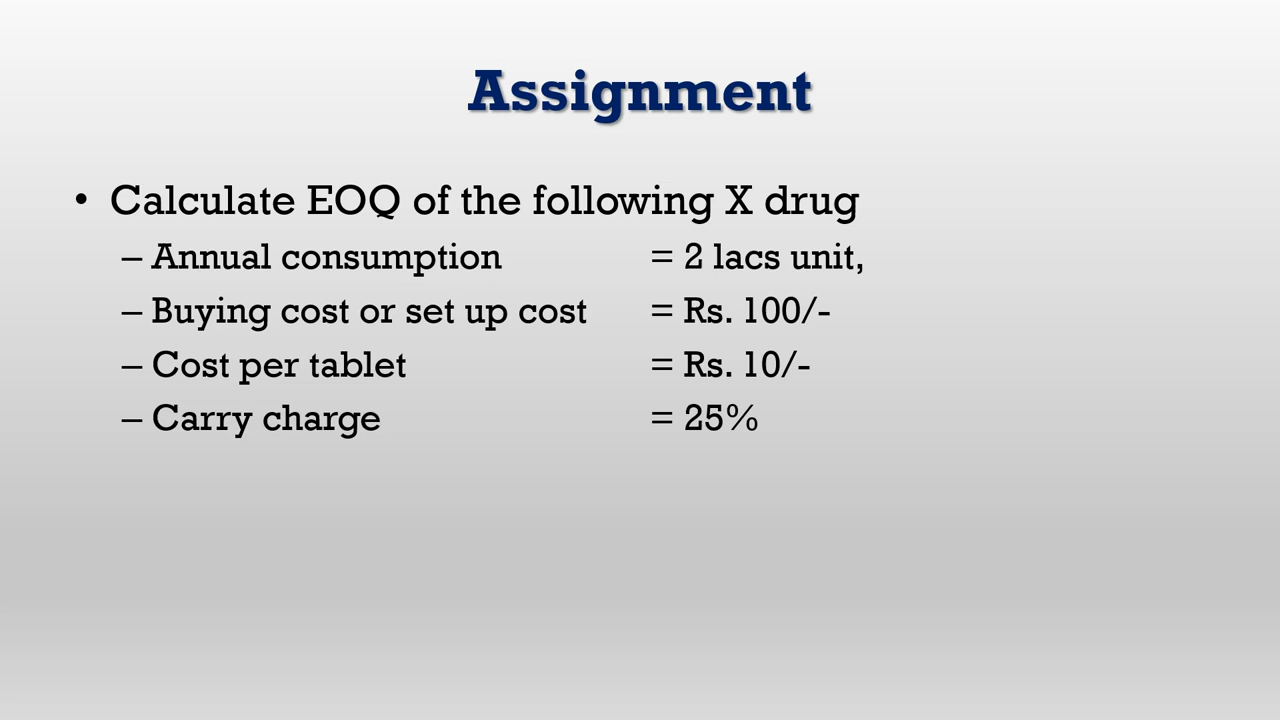 Assignment
• Calculate EOQ of the following X drug
– Annual consumption = 2 lacs unit,
– Buying cost or set up cost = Rs. 100/-
– Cost per tablet = Rs. 10/-
– Carry charge = 25%